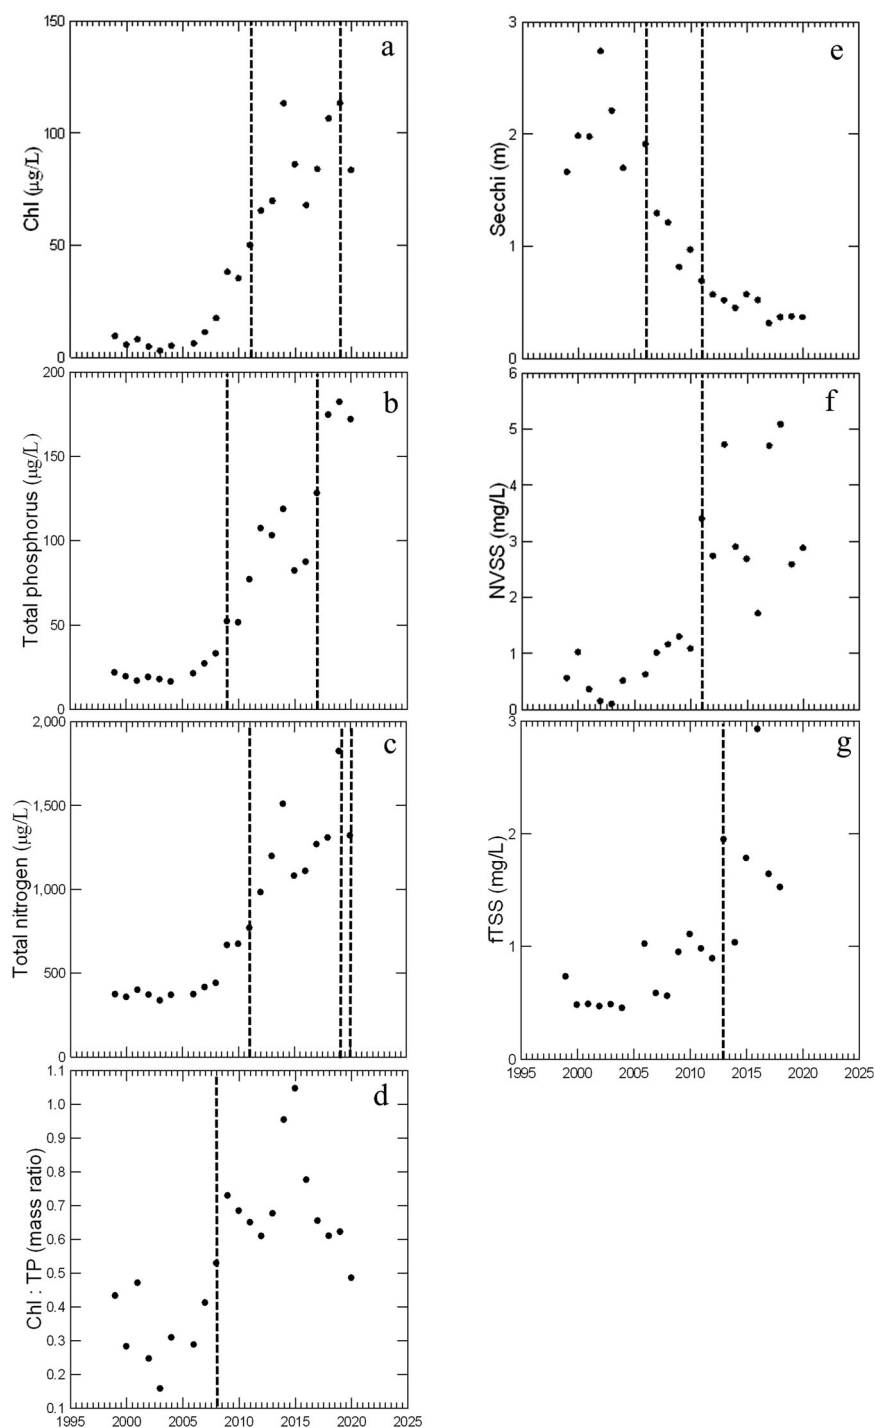 150
100
50
0
Chl (µg/L)
a
200
150
100
50
0
Total phosphorus (µg/L)
b
2,000
1,500
1,000
500
0
Total nitrogen (µg/L)
c
1.1
1.0
0.9
0.8
0.7
0.6
0.5
0.4
0.3
0.2
0.1
Chl : TP (mass ratio)
d
1995 2000 2005 2010 2015 2020 2025
3
2
1
0
Secchi (m)
e
6
5
4
3
2
1
0
NVSS (mg/L)
f
3
2
1
0
fTSS (mg/L)
g
1995 2000 2005 2010 2015 2020 2025